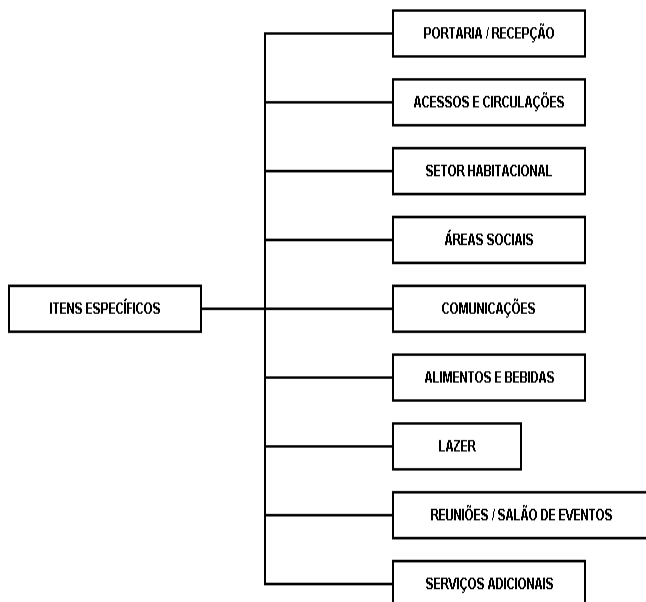 PORTARIA / RECEPÇÃO
ACESSOS E CIRCULAÇÕES
SETOR HABITACIONAL
ÁREAS SOCIAIS
ITENS ESPECÍFICOS
COMUNICAÇÕES
ALIMENTOS E BEBIDAS
LAZER
REUNIÕES / SALÃO DE EVENTOS
SERVIÇOS ADICIONAIS